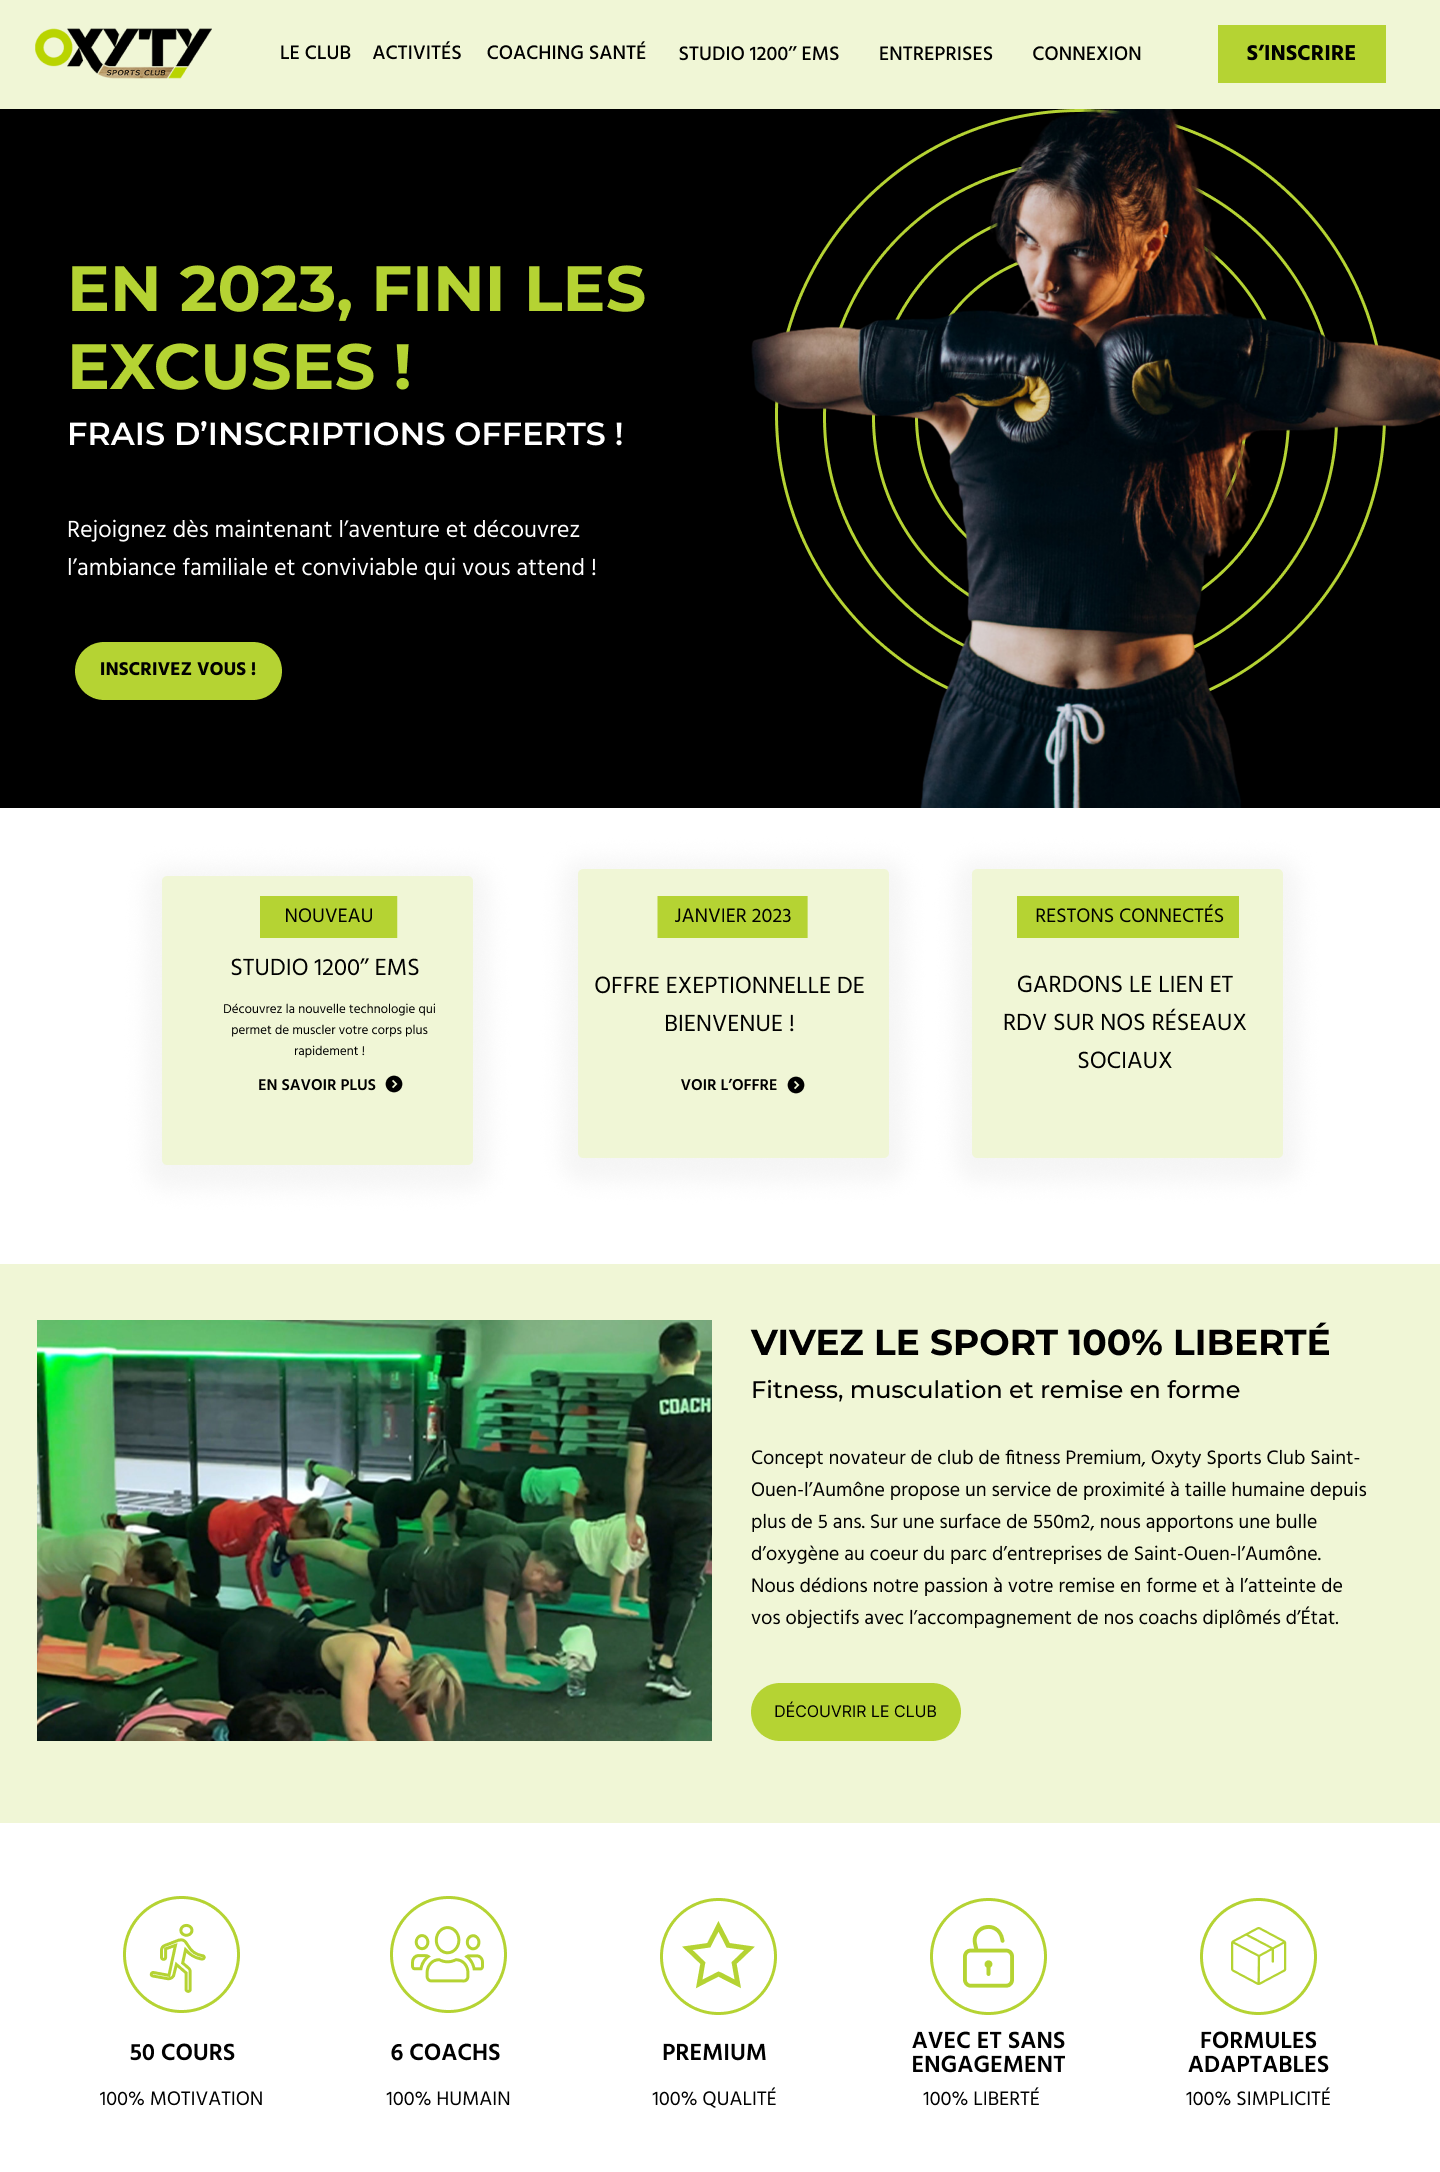 OXYTY
SPORTS CLUB
LE CLUB
ACTIVITÉS
COACHING SANTÉ
STUDIO 1200’’ EMS
ENTREPRISES
CONNEXION
S’INSCRIRE
EN 2023, FINI LES
EXCUSES !
FRAIS D’INSCRIPTIONS OFFERTS !
Rejoignez dès maintenant l’aventure et découvrez
l’ambiance familiale et conviviable qui vous attend !
INSCRIVEZ VOUS !
NOUVEAU
STUDIO 1200’’ EMS
Découvrez la nouvelle technologie qui
permet de muscler votre corps plus
rapidement !
EN SAVOIR PLUS
JANVIER 2023
OFFRE EXEPTIONNELLE DE
BIENVENUE !
VOIR L’OFFRE
RESTONS CONNECTÉS
GARDONS LE LIEN ET
RDV SUR NOS RÉSEAUX
SOCIAUX
COACH
VIVEZ LE SPORT 100% LIBERTÉ
Fitness, musculation et remise en forme
Concept novateur de club de fitness Premium, Oxyty Sports Club Saint-
Ouen-l’Aumône propose un service de proximité à taille humaine depuis
plus de 5 ans. Sur une surface de 550m2, nous apportons une bulle
d’oxygène au coeur du parc d’entreprises de Saint-Ouen-l’Aumône.
Nous dédions notre passion à votre remise en forme et à l’atteinte de
vos objectifs avec l’accompagnement de nos coachs diplômés d’État.
DÉCOUVRIR LE CLUB
50 COURS
100% MOTIVATION
6 COACHS
100% HUMAIN
PREMIUM
100% QUALITÉ
AVEC ET SANS
ENGAGEMENT
100% LIBERTÉ
FORMULES
ADAPTABLES
100% SIMPLICITÉ